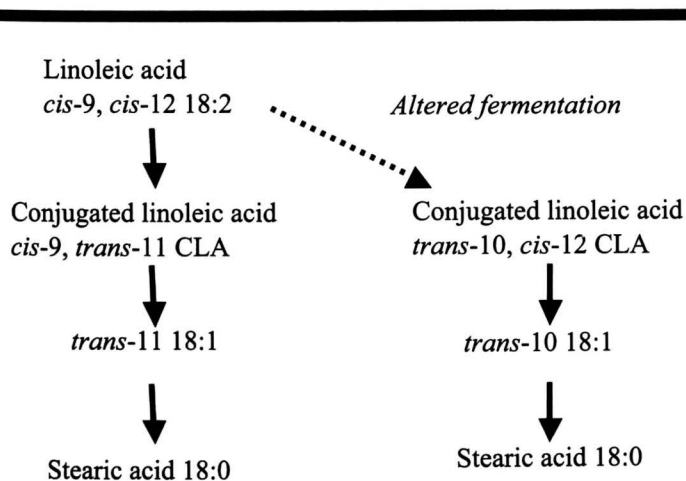 Linoleic acid
cis-9, cis-12 18:2
Altered fermentation
Conjugated linoleic acid
cis-9, trans-11 CLA
Conjugated linoleic acid
trans-10, cis-12 CLA
trans-11 18:1
trans-10 18:1
Stearic acid 18:0
Stearic acid 18:0